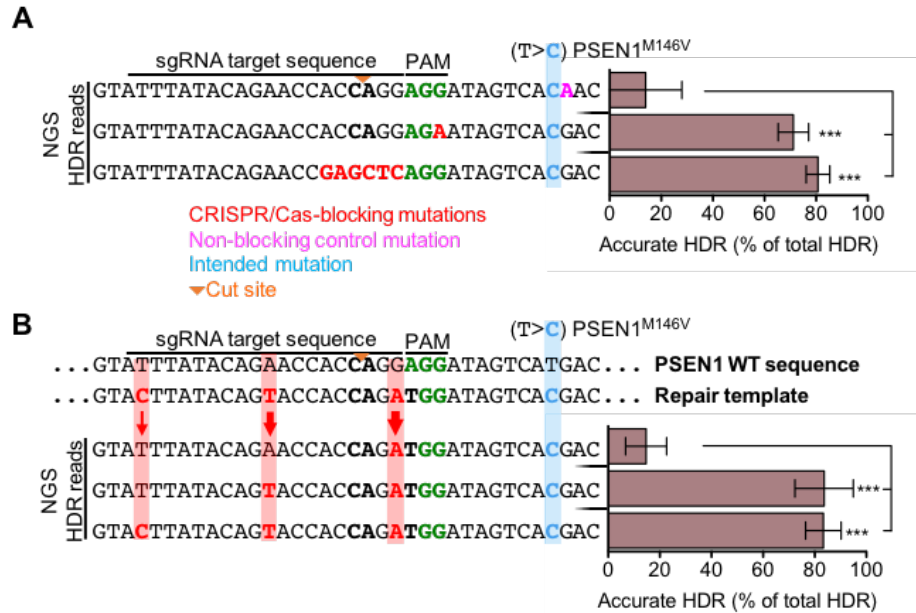 A
(T>C) PSEN1M146V
sgRNA target sequence PAM
NGS
HDR reads
GTATTTATACAGAACCACCAGGAGGATAGTCACAAC
GTATTTATACAGAACCACCAGGAGAATAGTCACGAC
GTATTTATACAGAACCGAGCTCAGGATAGTCACGAC
***
***
0 20 40 60 80 100
Accurate HDR (% of total HDR)
CRISPR/Cas-blocking mutations
Non-blocking control mutation
Intended mutation
Cut site
B
(T>C) PSEN1M146V
sgRNA target sequence PAM
...GTATTTATACAGAACCACCAGGAGGATAGTCATGAC... PSEN1 WT sequence
...GTACTTATACAGTACCACCAGATGGATAGTCACGAC... Repair template
NGS
HDR reads
GTATTTATACAGAACCACCAGATGGATAGTCACGAC
GTATTTATACAGTACCACCAGATGGATAGTCACGAC
GTACTTATACAGTACCACCAGATGGATAGTCACGAC
***
***
0 20 40 60 80 100
Accurate HDR (% of total HDR)